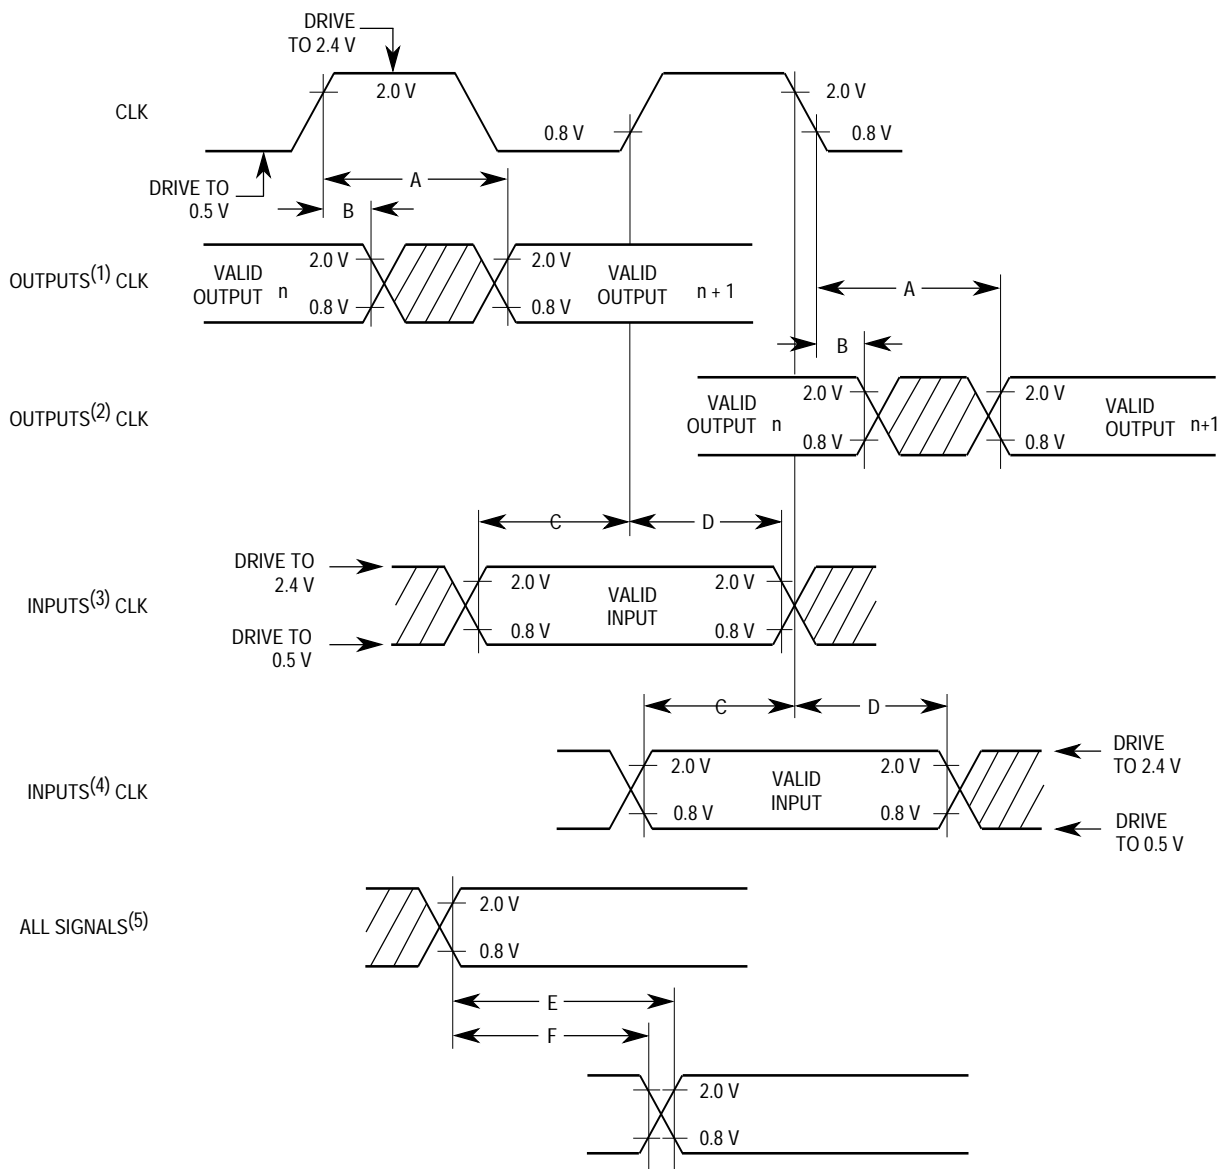 DRIVE
TO 2.4 V
2.0 V
2.0 V
CLK
0.8 V
0.8 V
DRIVE TO
0.5 V
A
B
OUTPUTS(1) CLK
VALID
OUTPUT n
2.0 V
0.8 V
2.0 V
0.8 V
VALID
OUTPUT n + 1
A
B
OUTPUTS(2) CLK
VALID
OUTPUT n
2.0 V
0.8 V
2.0 V
0.8 V
VALID
OUTPUT n+1
C
D
DRIVE TO
2.4 V
INPUTS(3) CLK
DRIVE TO
0.5 V
2.0 V
0.8 V
VALID
INPUT
2.0 V
0.8 V
C
D
INPUTS(4) CLK
2.0 V
0.8 V
VALID
INPUT
2.0 V
0.8 V
DRIVE
TO 2.4 V
DRIVE
TO 0.5 V
ALL SIGNALS(5)
2.0 V
0.8 V
E
F
2.0 V
0.8 V